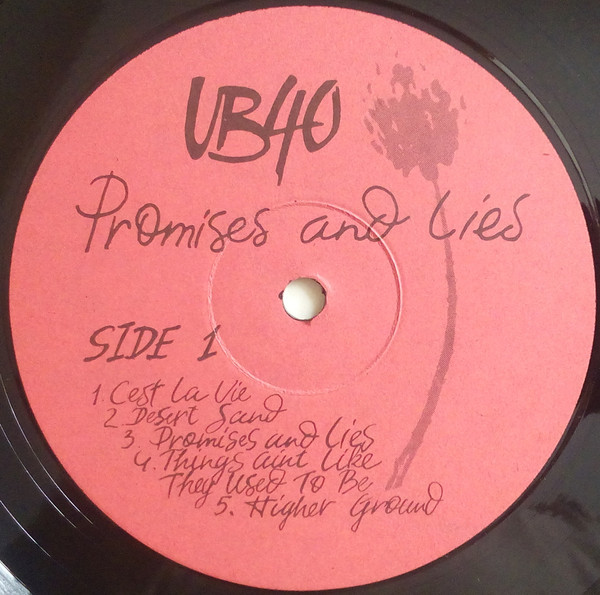 UB40
Promises and Lies
SIDE 1
1. Cest La Vie
2. Desert Sand
3. Promises and Lies
4. Things aint Like
They Used To Be
5. Higher Ground